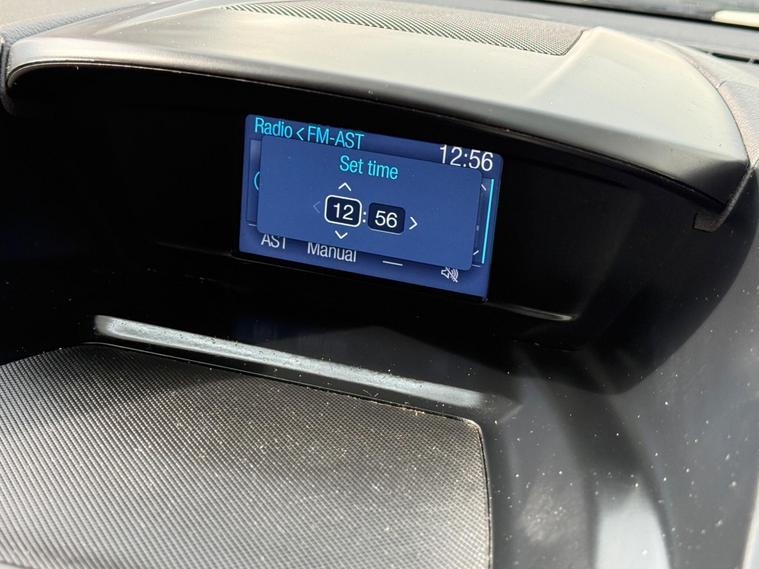 Radio < FM-AST
12:56
Set time
12 : 56
AST Manual